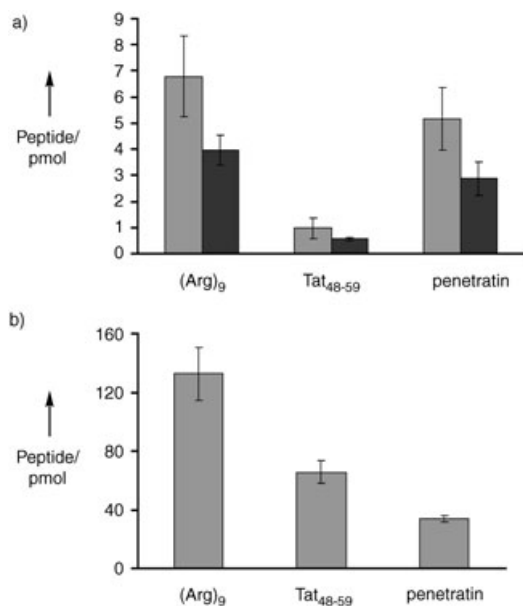 a)
9
8
7
6
5
4
3
2
1
0
Peptide/
pmol
(Arg)9
Tat48-59
penetratin
b)
160
120
80
40
0
Peptide/
pmol
(Arg)9
Tat48-59
penetratin